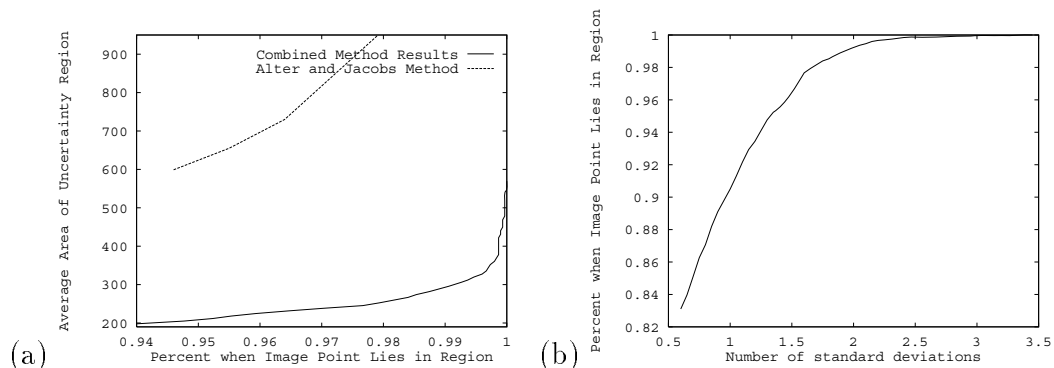 Average Area of Uncertainty Region
900
800
700
600
500
400
300
200
Combined Method Results
Alter and Jacobs Method
0.94 0.95 0.96 0.97 0.98 0.99 1
Percent when Image Point Lies in Region
(a)
Percent when Image Point Lies in Region
1
0.98
0.96
0.94
0.92
0.9
0.88
0.86
0.84
0.82
0.5 1 1.5 2 2.5 3 3.5
Number of standard deviations
(b)